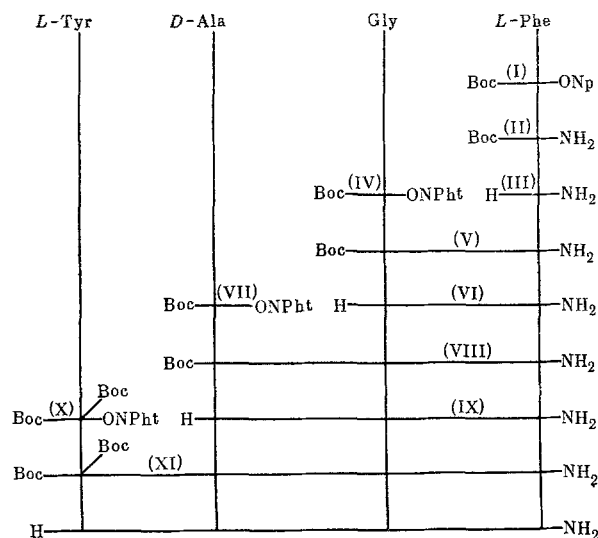 L-Tyr D-Ala Gly L-Phe
Boc (I) ONp
Boc (II) NH2
Boc (IV) ONPht H (III) NH2
Boc (V) NH2
Boc (VII) ONPht H (VI) NH2
Boc (VIII) NH2
Boc
Boc (X) ONPht H (IX) NH2
Boc
Boc (XI) NH2
H NH2